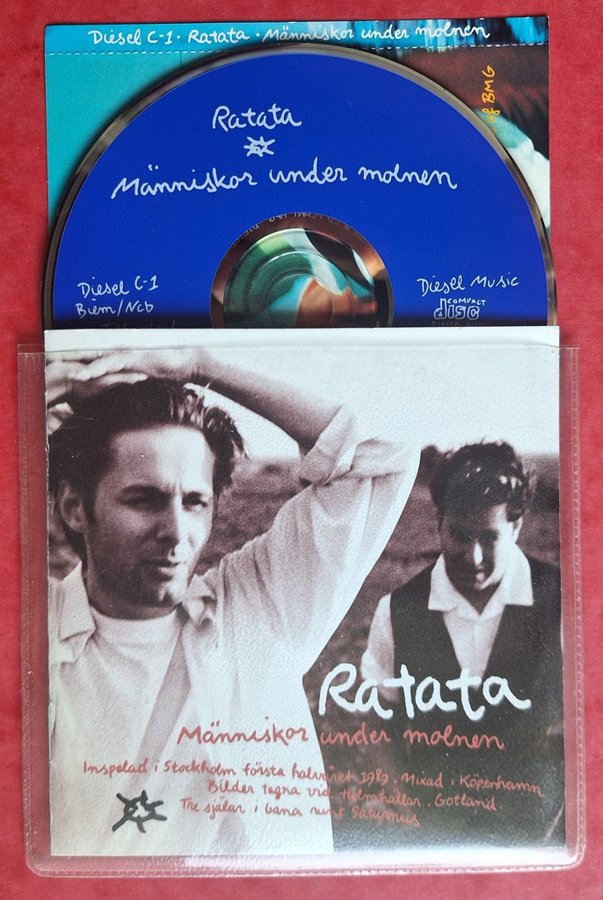 Diesel C-1 · Ratata · Människor under molnen
of BMG
Ratata
Människor under molnen
Diesel C-1
Biem/Ncb
Diesel Music
COMPACT
disc
Ratata
Människor under molnen
Inspelad i Stockholm första halvåret 1989. Mixad i Köpenhamn
Bilder tagna vid Holmhällar, Gotland.
Tre själar i bana runt Saturnus